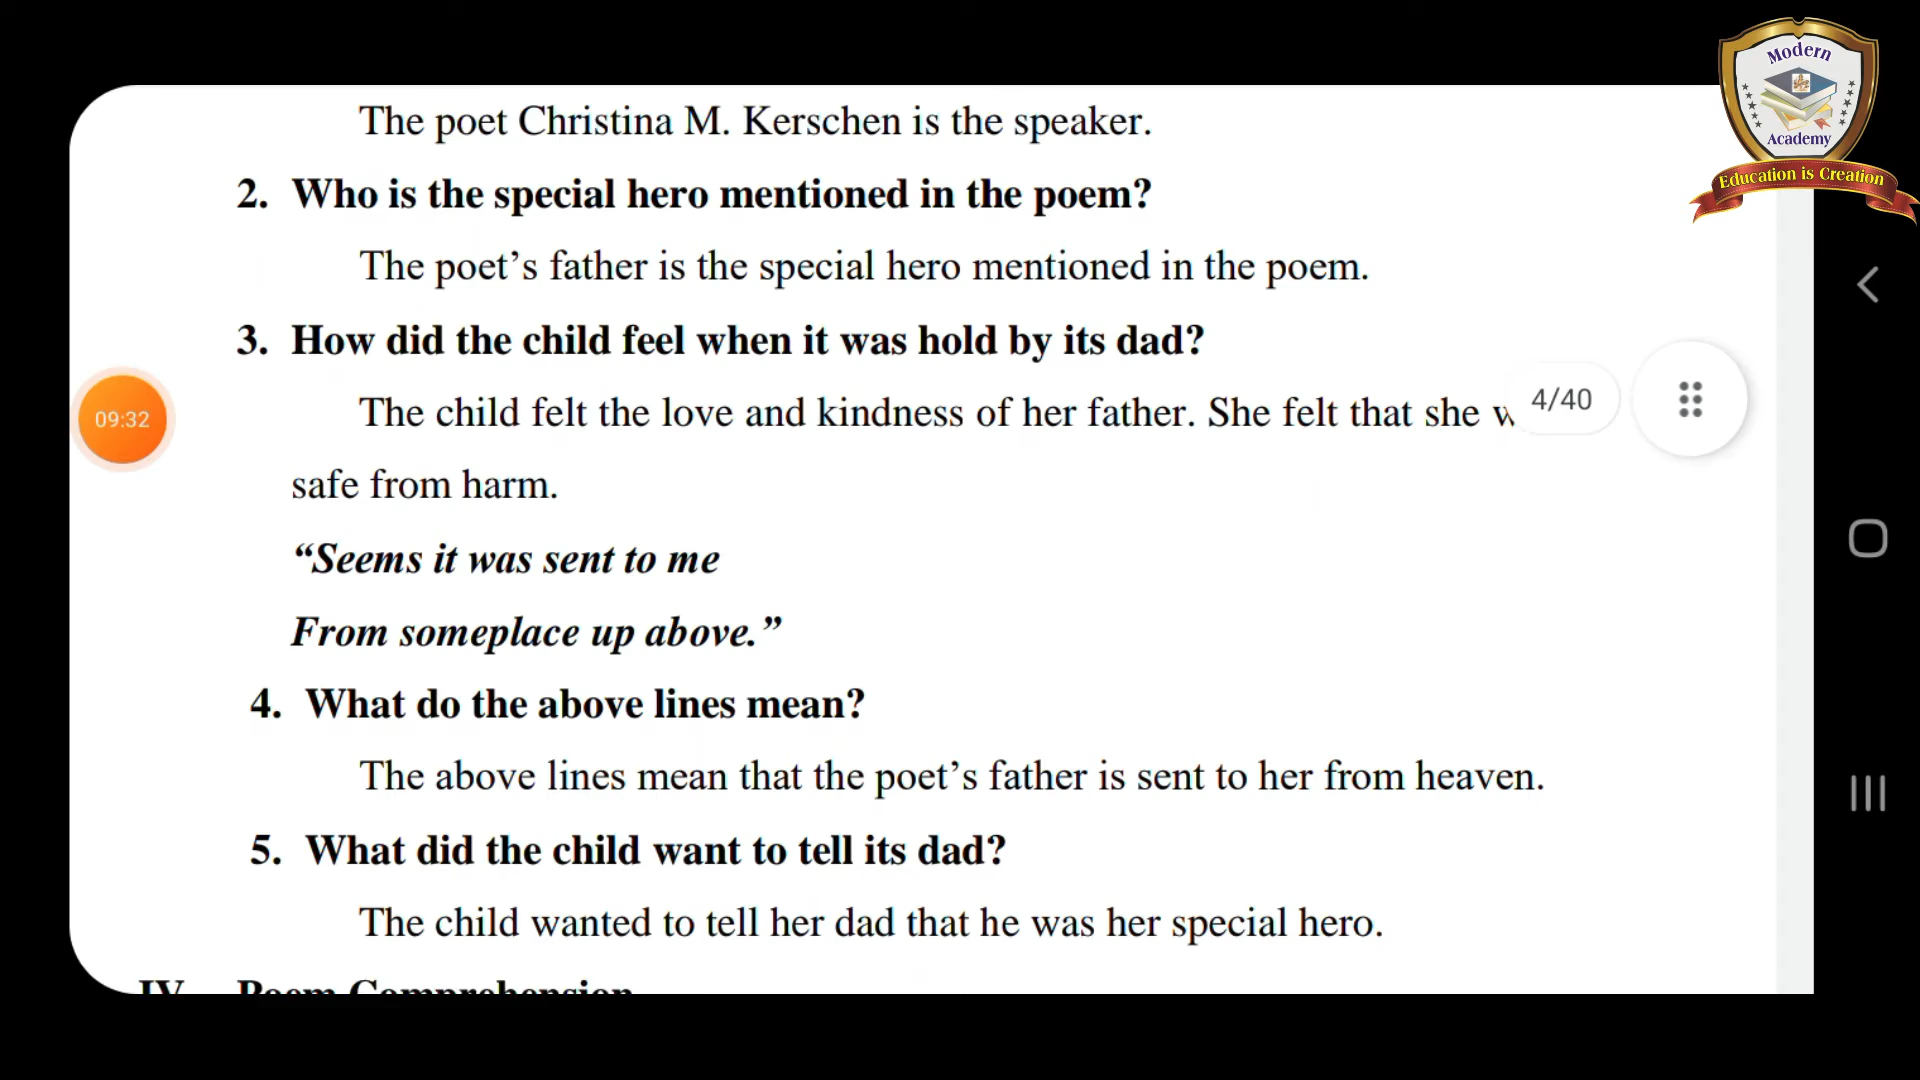 The poet Christina M. Kerschen is the speaker.
2. Who is the special hero mentioned in the poem?
The poet’s father is the special hero mentioned in the poem.
3. How did the child feel when it was hold by its dad?
The child felt the love and kindness of her father. She felt that she
safe from harm.
“Seems it was sent to me
From someplace up above.”
4. What do the above lines mean?
The above lines mean that the poet’s father is sent to her from heaven.
5. What did the child want to tell its dad?
The child wanted to tell her dad that he was her special hero.
IV Poem Comprehension
Modern
Academy
Education is Creation
09:32
4/40